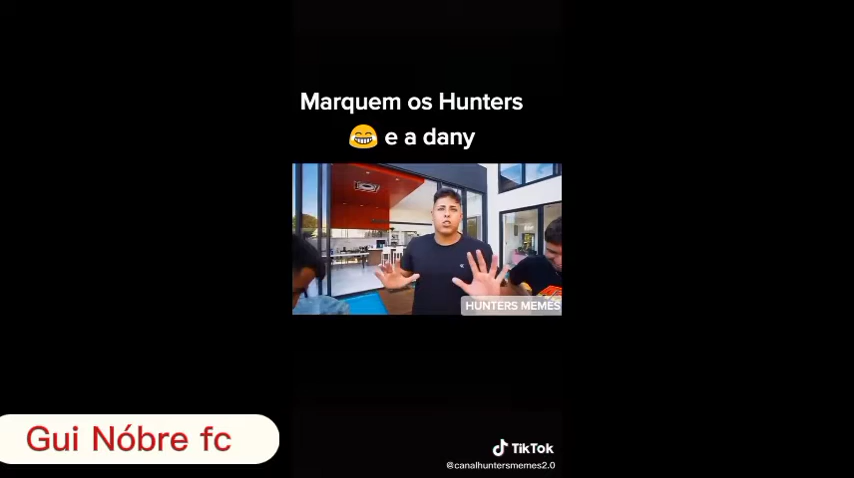 Marquem os Hunters
😂 e a dany
HUNTERS MEMES
Gui Nóbre fc
TikTok
@canalhuntersmemes2.0